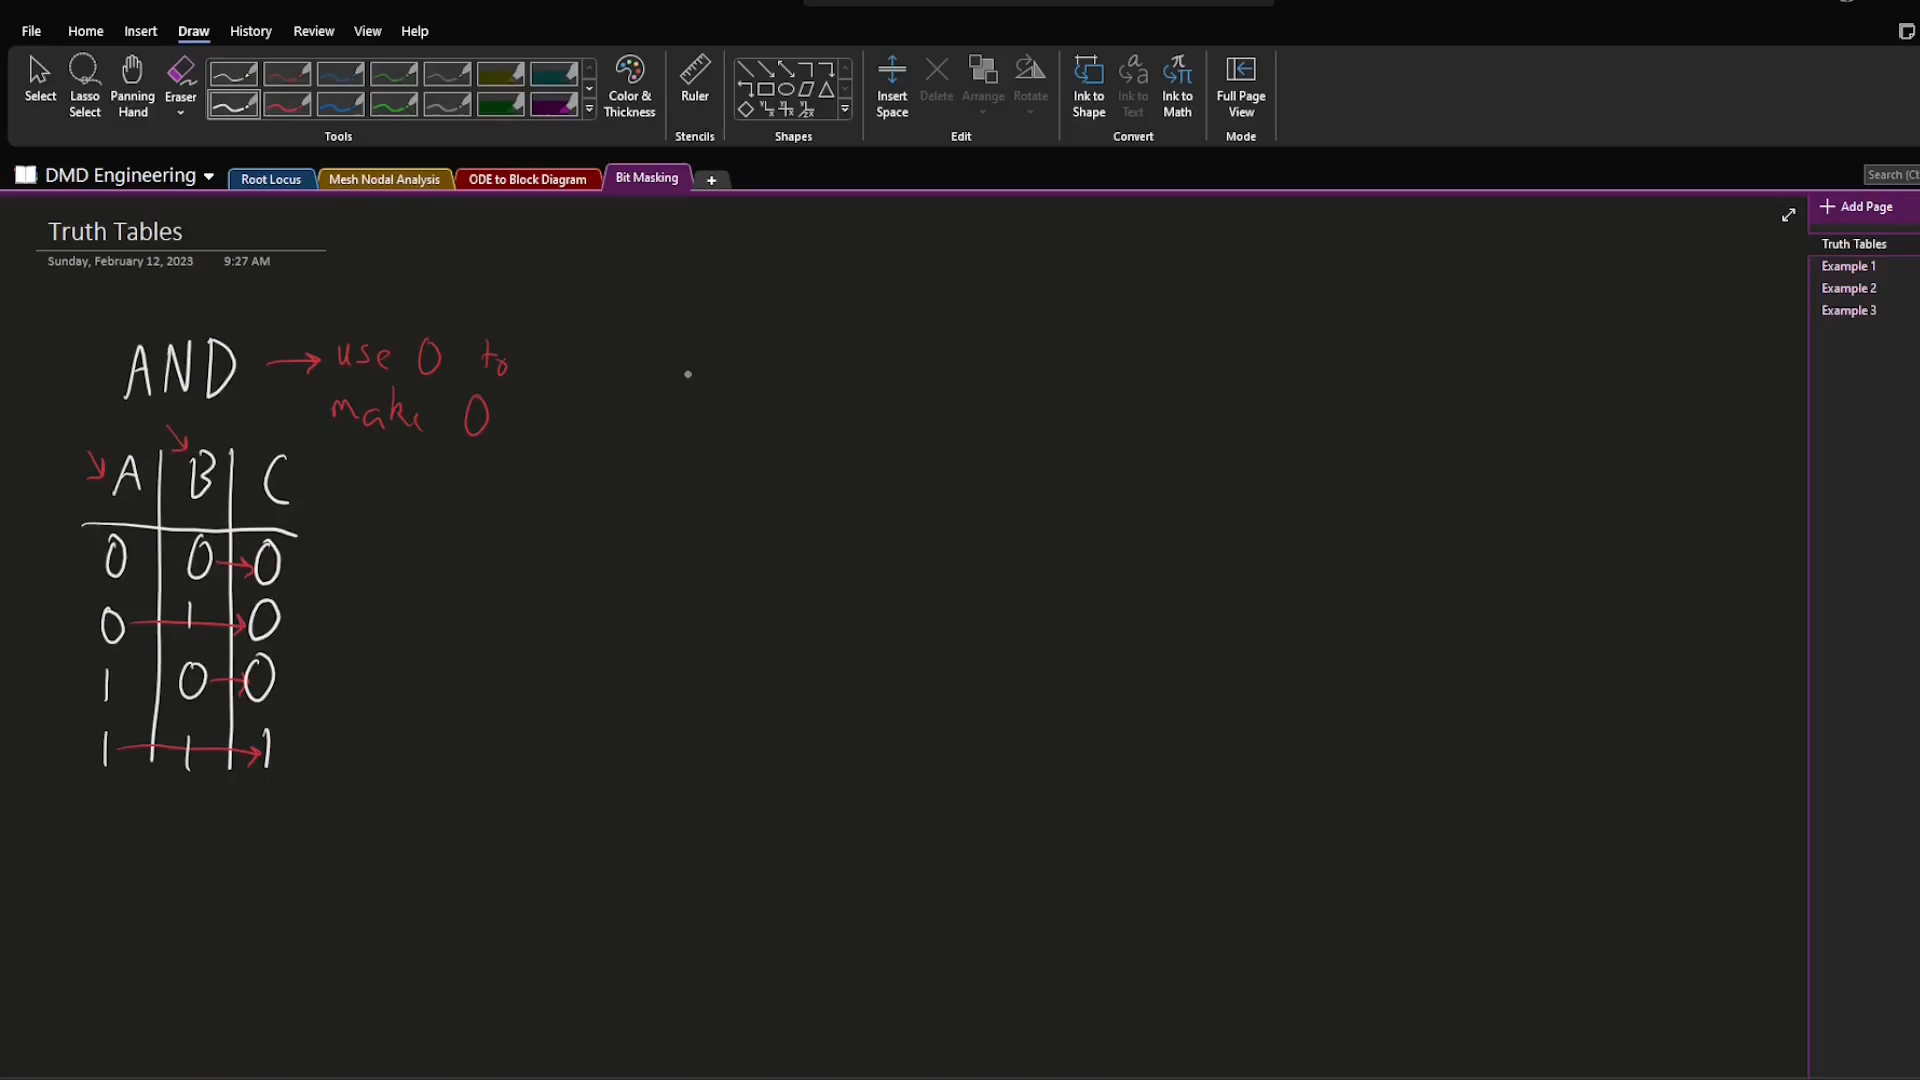 File Home Insert Draw History Review View Help
Select
Lasso Select
Panning Hand
Eraser
Color & Thickness
Ruler
Insert Space
Delete
Arrange
Rotate
Ink to Shape
Ink to Text
Ink to Math
Full Page View
Tools Stencils Shapes Edit Convert Mode
DMD Engineering Root Locus Mesh Nodal Analysis ODE to Block Diagram Bit Masking + Search (Ct
Add Page
Truth Tables
Example 1
Example 2
Example 3
Truth Tables
Sunday, February 12, 2023 9:27 AM
AND → use 0 to
make 0
A B C
0 0 → 0
0 1 → 0
1 0 → 0
1 1 → 1